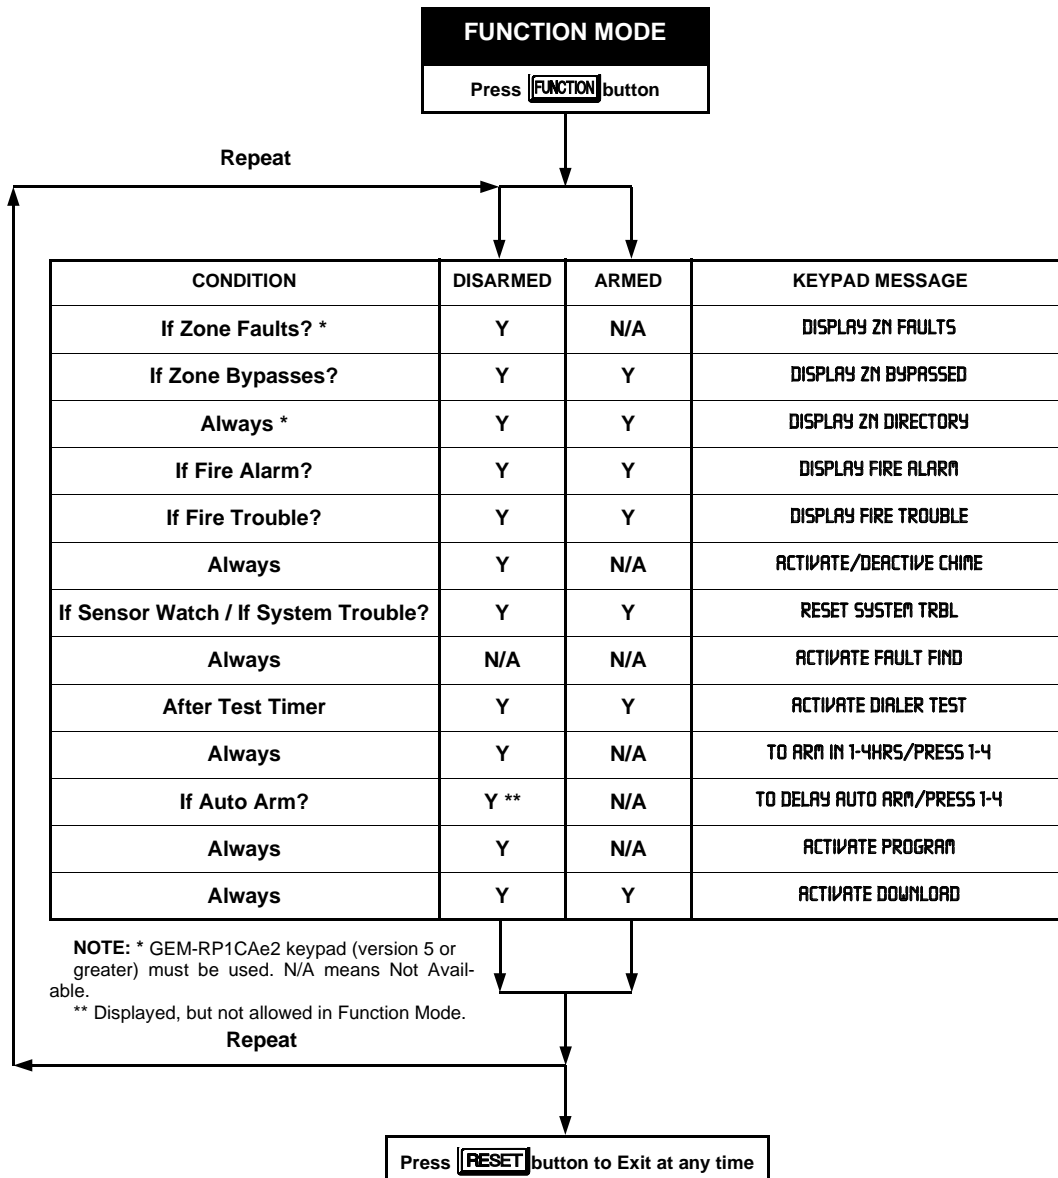 FUNCTION MODE
Press FUNCTION button
Repeat
CONDITION DISARMED ARMED KEYPAD MESSAGE
If Zone Faults? * Y N/A DISPLAY ZN FAULTS
If Zone Bypasses? Y Y DISPLAY ZN BYPASSED
Always * Y Y DISPLAY ZN DIRECTORY
If Fire Alarm? Y Y DISPLAY FIRE ALARM
If Fire Trouble? Y Y DISPLAY FIRE TROUBLE
Always Y N/A ACTIVATE/DEACTIVE CHIME
If Sensor Watch / If System Trouble? Y Y RESET SYSTEM TRBL
Always N/A N/A ACTIVATE FAULT FIND
After Test Timer Y Y ACTIVATE DIALER TEST
Always Y N/A TO ARM IN 1-4HRS/PRESS 1-4
If Auto Arm? Y ** N/A TO DELAY AUTO ARM/PRESS 1-4
Always Y N/A ACTIVATE PROGRAM
Always Y Y ACTIVATE DOWNLOAD
NOTE: * GEM-RP1CAe2 keypad (version 5 or
greater) must be used. N/A means Not Avail-
able.
** Displayed, but not allowed in Function Mode.
Repeat
Press RESET button to Exit at any time